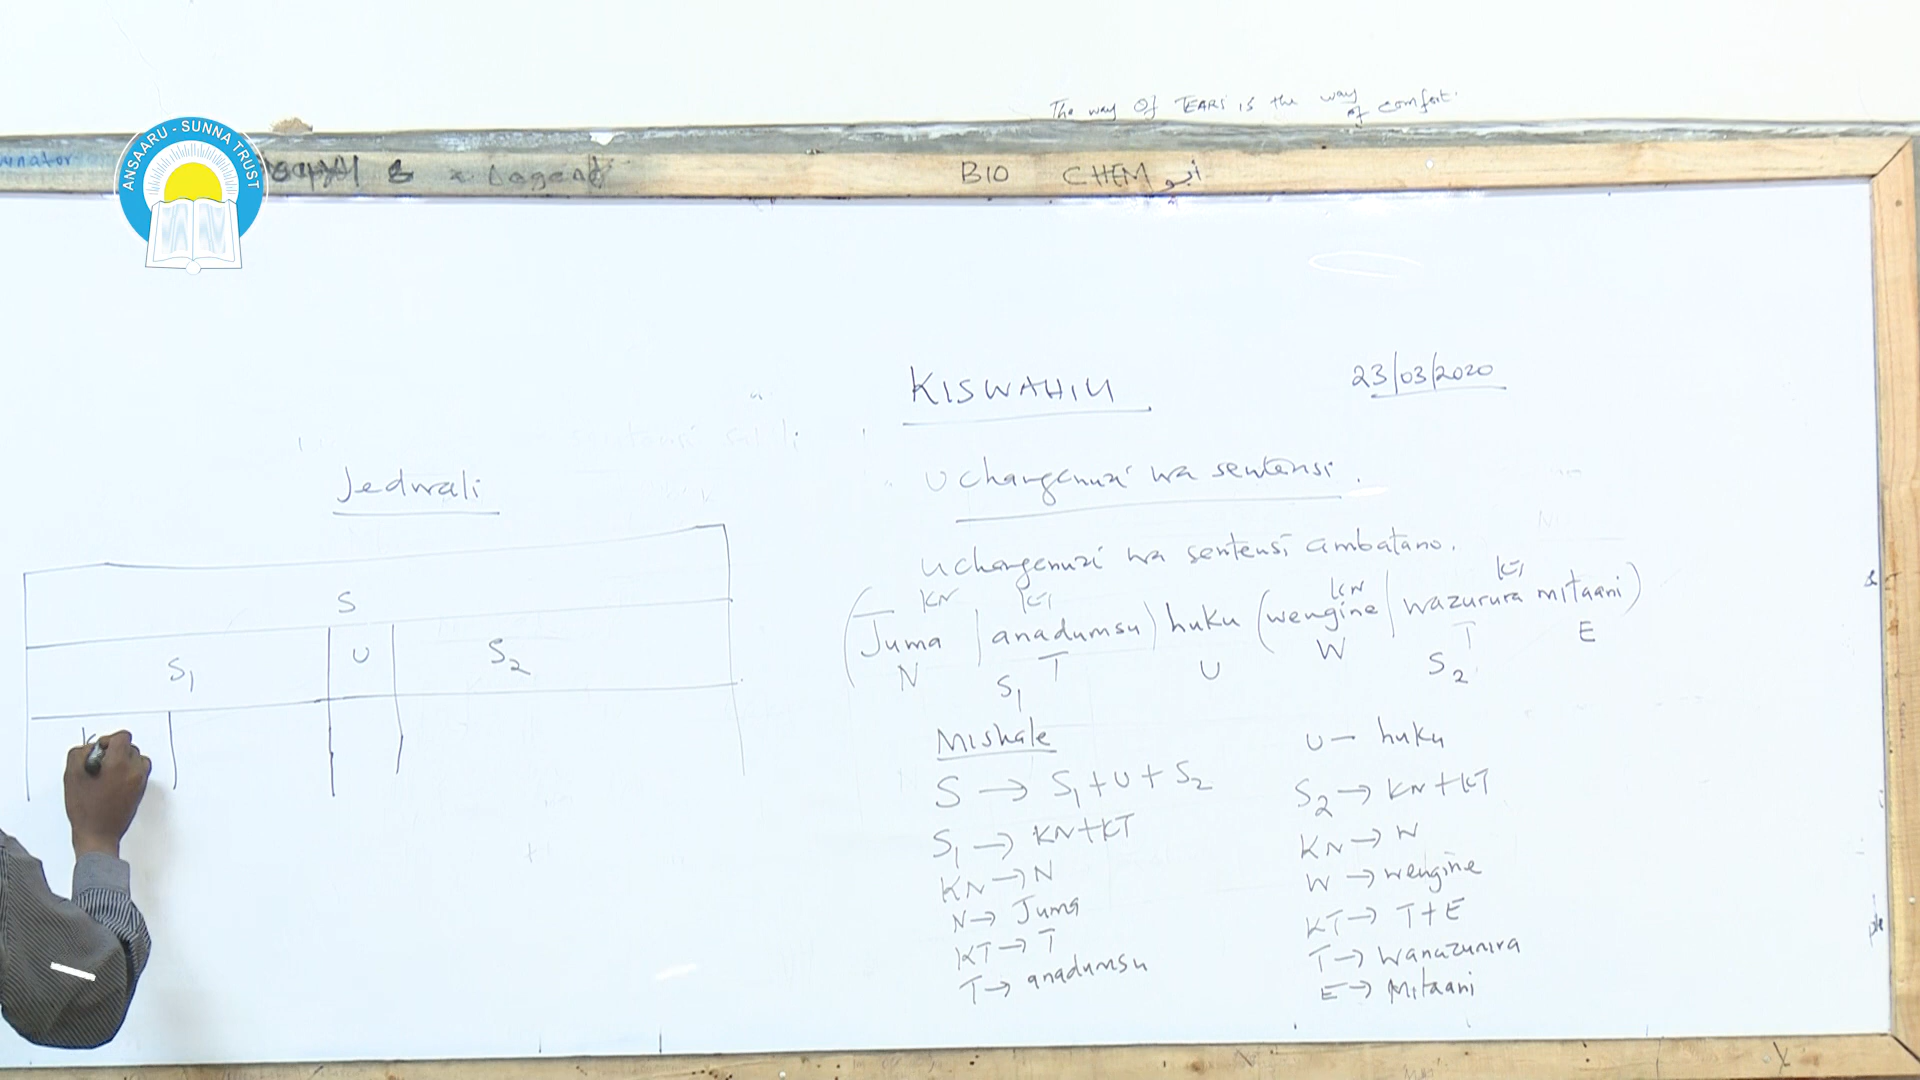 The way Of TEARS is the way of comfort.
ANSAARU - SUNNA TRUST
BIO CHEM أبو
KISWAHILI 23/03/2020
Uchanganuzi wa sentensi.
Uchanganuzi wa sentensi ambatano.
KN KT KN KT
(Juma | anadumsu) huku (wengine | wazurura mitaani)
N T U W T E
S1 S2
Mishale
S → S1 + U + S2
S1 → KN+KT
KN → N
N → Juma
KT → T
T → anadumsu
U — huku
S2 → KN+KT
KN → W
W → wengine
KT → T+E
T → wanazurura
E → Mitaani
Jedwali
S
S1 U S2
K